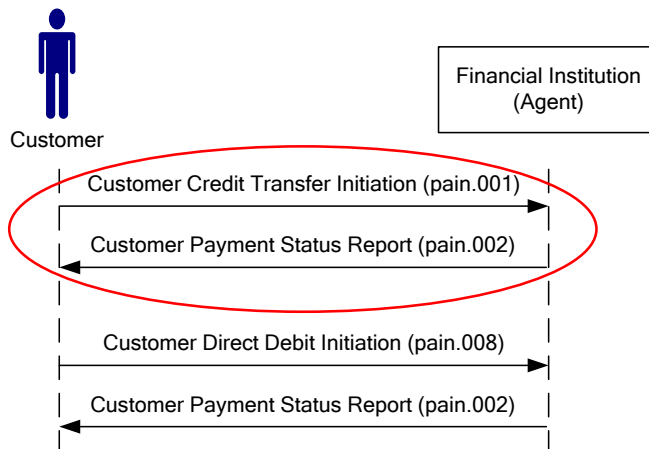 Financial Institution
(Agent)
Customer
Customer Credit Transfer Initiation (pain.001)
Customer Payment Status Report (pain.002)
Customer Direct Debit Initiation (pain.008)
Customer Payment Status Report (pain.002)